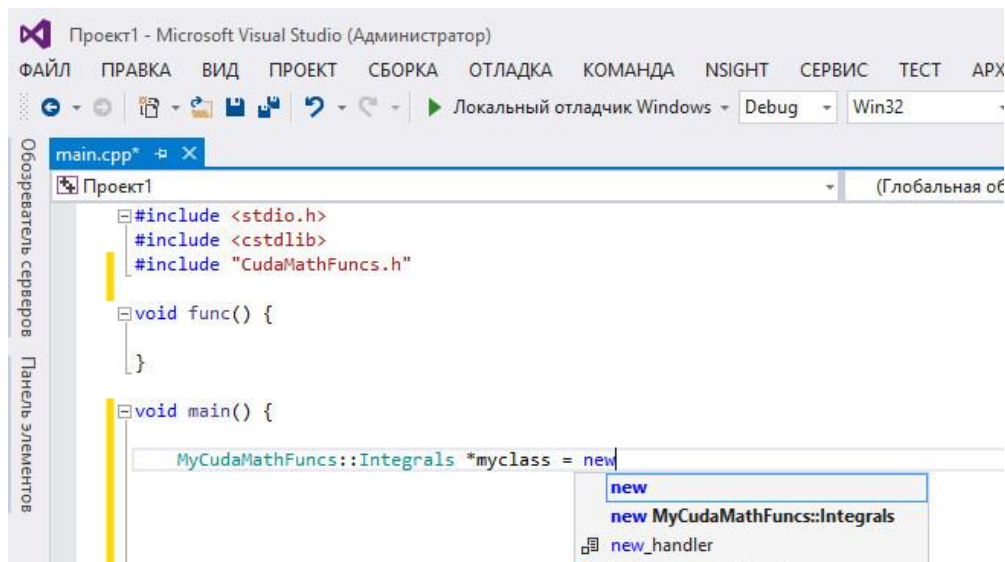 Проект1 - Microsoft Visual Studio (Администратор)
ФАЙЛ ПРАВКА ВИД ПРОЕКТ СБОРКА ОТЛАДКА КОМАНДА NSIGHT СЕРВИС ТЕСТ АРХ
Локальный отладчик Windows Debug Win32
Обозреватель серверов
Панель элементов
main.cpp*
Проект1 (Глобальная об
#include <stdio.h>
#include <cstdlib>
#include "CudaMathFuncs.h"
void func() {
}
void main() {
MyCudaMathFuncs::Integrals *myclass = new
new
new MyCudaMathFuncs::Integrals
new_handler